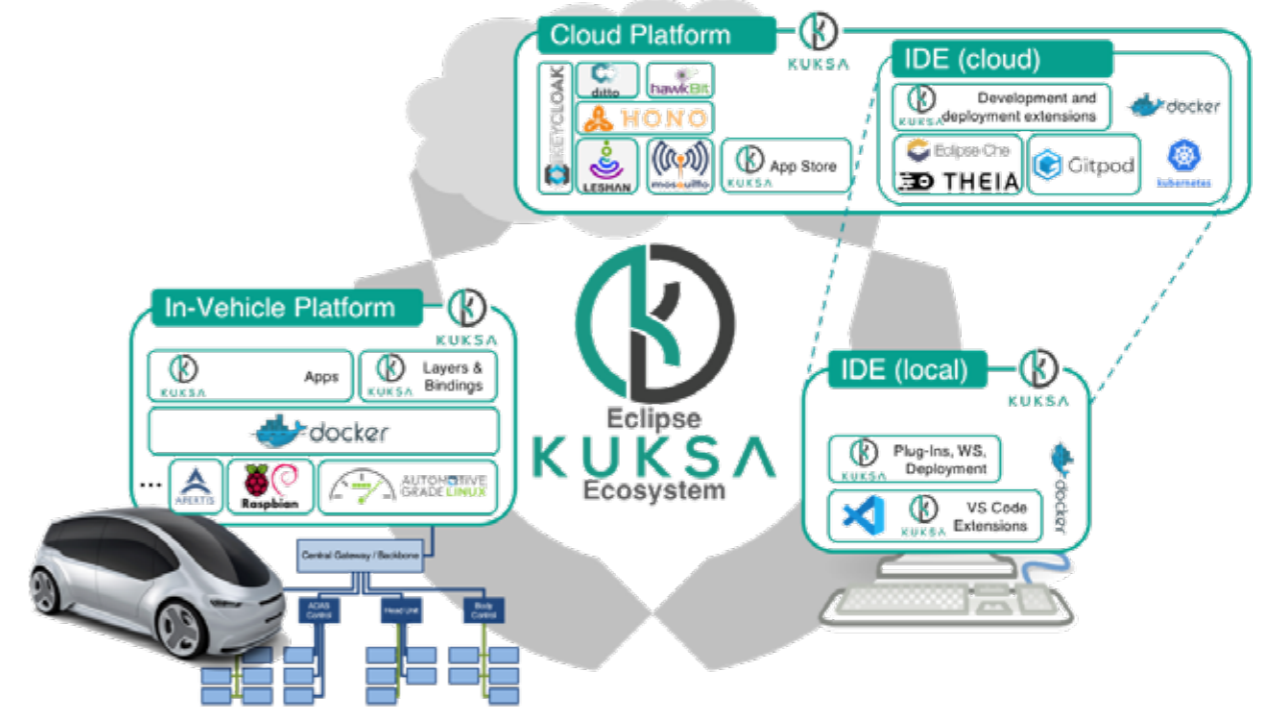 Cloud Platform
KUKSA
IDE (cloud)
KEYCLOAK
ditto
hawkBit
HONO
LESHAN
mosquitto
KUKSA
App Store
KUKSA
Development and
deployment extensions
docker
Eclipse Che
THEIA
Gitpod
kubernetes
In-Vehicle Platform
KUKSA
KUKSA
Apps
KUKSA
Layers &
Bindings
docker
...
APERTIS
Raspbian
AUTOMOTIVE
GRADE LINUX
Eclipse
KUKSA
Ecosystem
IDE (local)
KUKSA
KUKSA
Plug-Ins, WS,
Deployment
KUKSA
VS Code
Extensions
docker
Central Gateway / Backbone
ADAS
Control
Head Unit
Body
Control